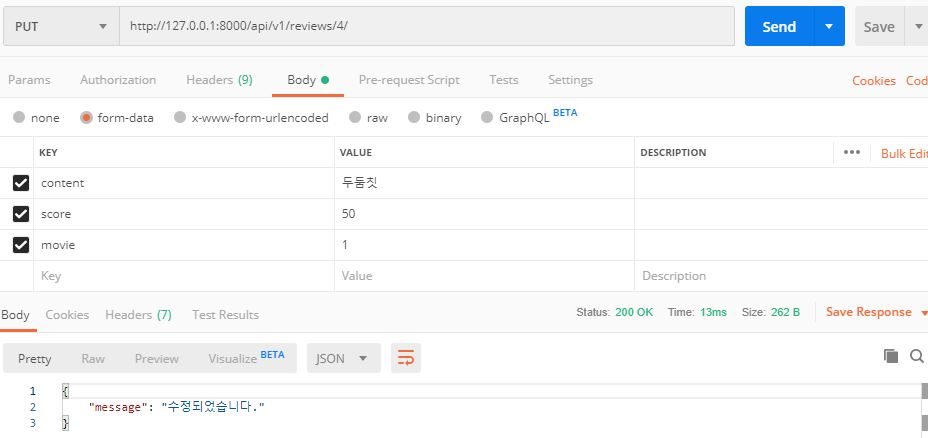 PUT http://127.0.0.1:8000/api/v1/reviews/4/ Send Save
Params Authorization Headers (9) Body Pre-request Script Tests Settings Cookies Cod
none form-data x-www-form-urlencoded raw binary GraphQL BETA
KEY VALUE DESCRIPTION ••• Bulk Edit
content 두둠칫
score 50
movie 1
Key Value Description
Body Cookies Headers (7) Test Results Status: 200 OK Time: 13ms Size: 262 B Save Response
Pretty Raw Preview Visualize BETA JSON
1 {
2 "message": "수정되었습니다."
3 }